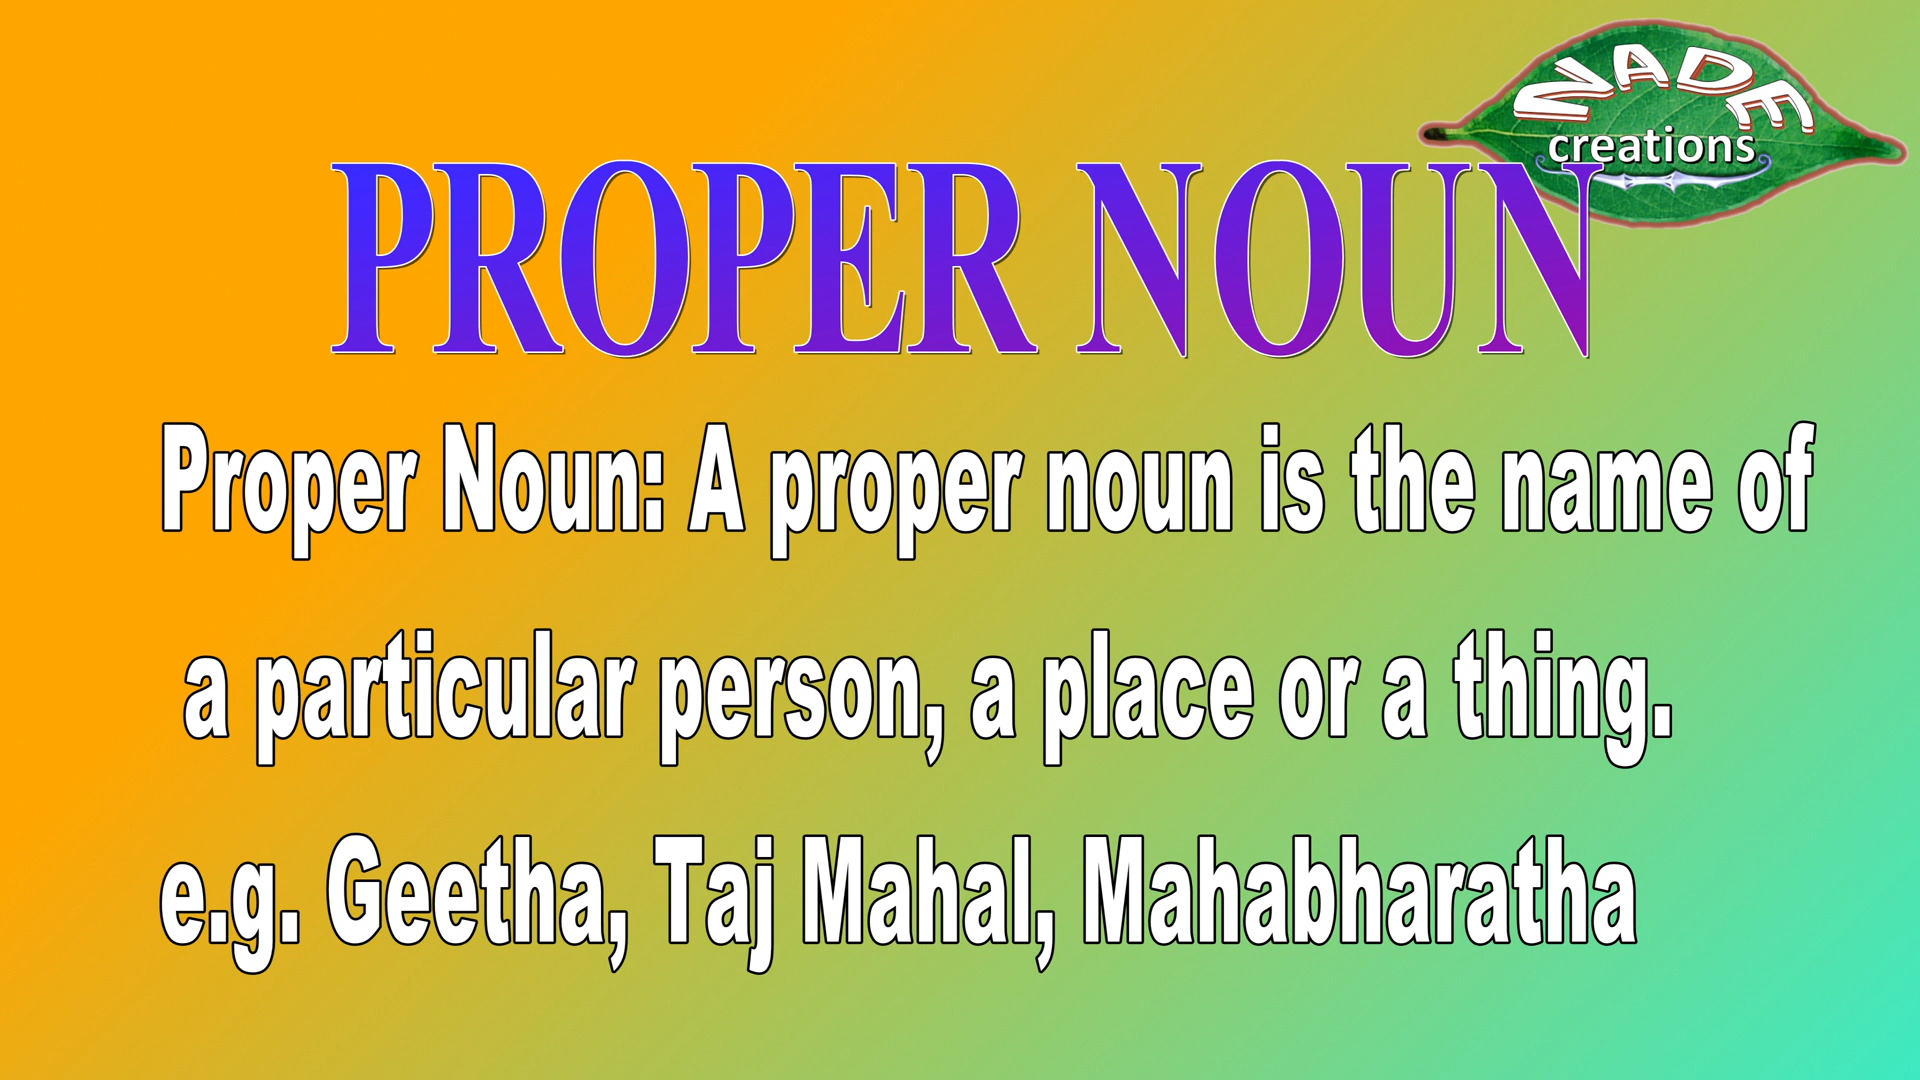 NADE
creations
PROPER NOUN
Proper Noun: A proper noun is the name of
a particular person, a place or a thing.
e.g. Geetha, Taj Mahal, Mahabharatha